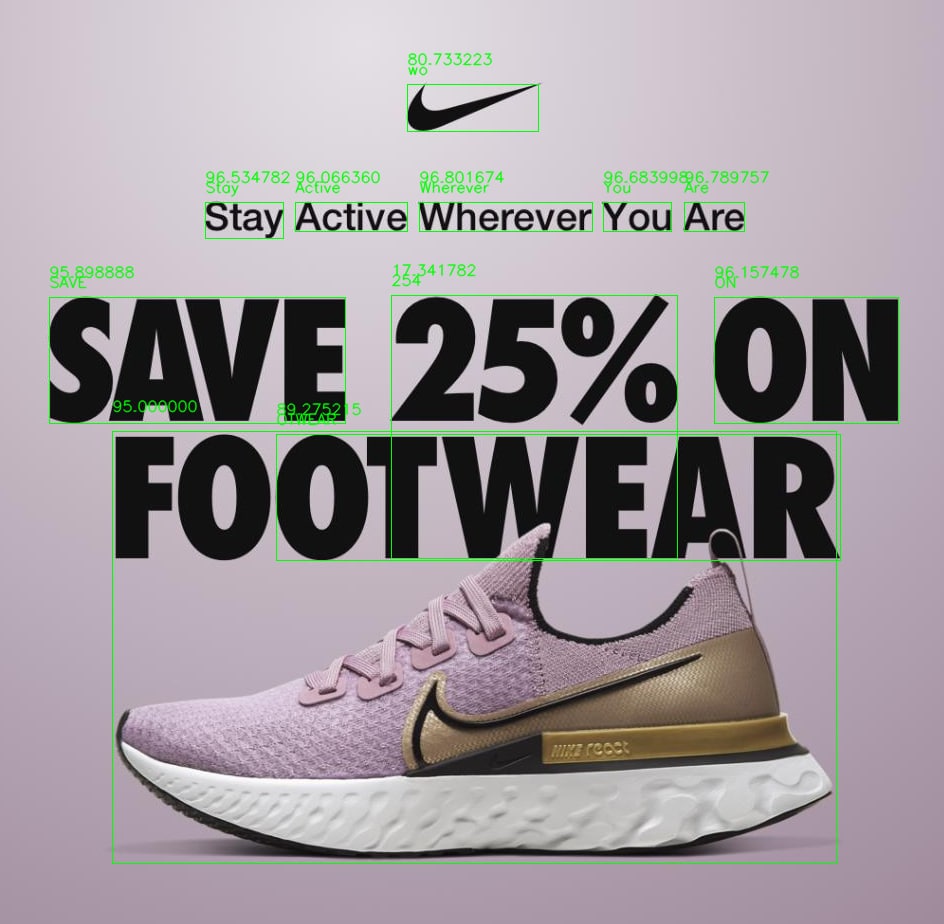 80.733223
wo
96.534782 96.066360 96.801674 96.683998 96.789757
Stay Active Wherever You Are
Stay Active Wherever You Are
95.898888 17.341782 96.157478
SAVE 254 ON
SAVE 25% ON
95.000000 89.275215
OTWEAR
FOOTWEAR
NIKE react